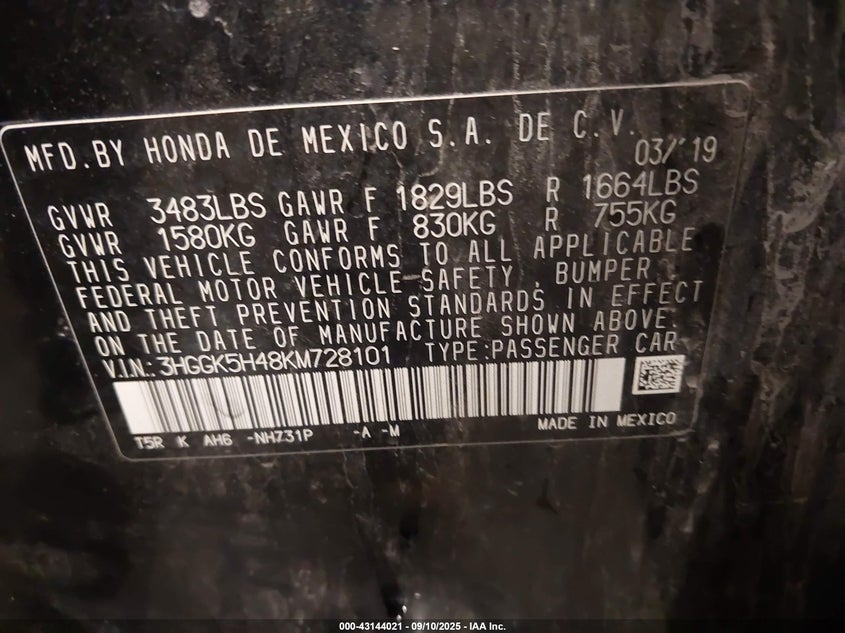 MFD.BY HONDA DE MEXICO S.A. DE C.V.
03/'19
GVWR 3483LBS GAWR F 1829LBS R 1664LBS
GVWR 1580KG GAWR F 830KG R 755KG
THIS VEHICLE CONFORMS TO ALL APPLICABLE
FEDERAL MOTOR VEHICLE SAFETY, BUMPER,
AND THEFT PREVENTION STANDARDS IN EFFECT
ON THE DATE OF MANUFACTURE SHOWN ABOVE.
V.I.N.: 3HGGK5H48KM728101 TYPE:PASSENGER CAR
T5R K AH6 -NH731P -A -M MADE IN MEXICO
000-43144021 - 09/10/2025 - IAA Inc.